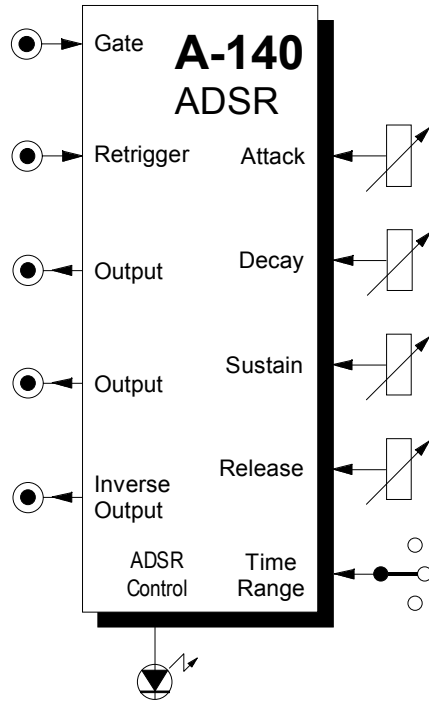 A-140
ADSR
Gate
Retrigger
Attack
Output
Decay
Output
Sustain
Inverse
Output
Release
ADSR
Control
Time
Range